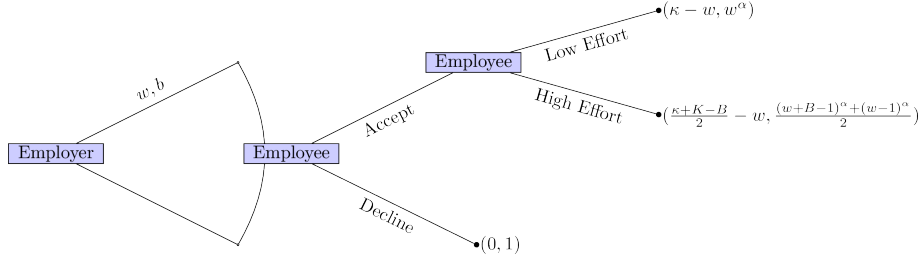 (κ − w, w^α)
Low Effort
Employee
w, b
High Effort
((κ+K−B)/2 − w, ((w+B−1)^α+(w−1)^α)/2)
Accept
Employer
Employee
Decline
(0, 1)